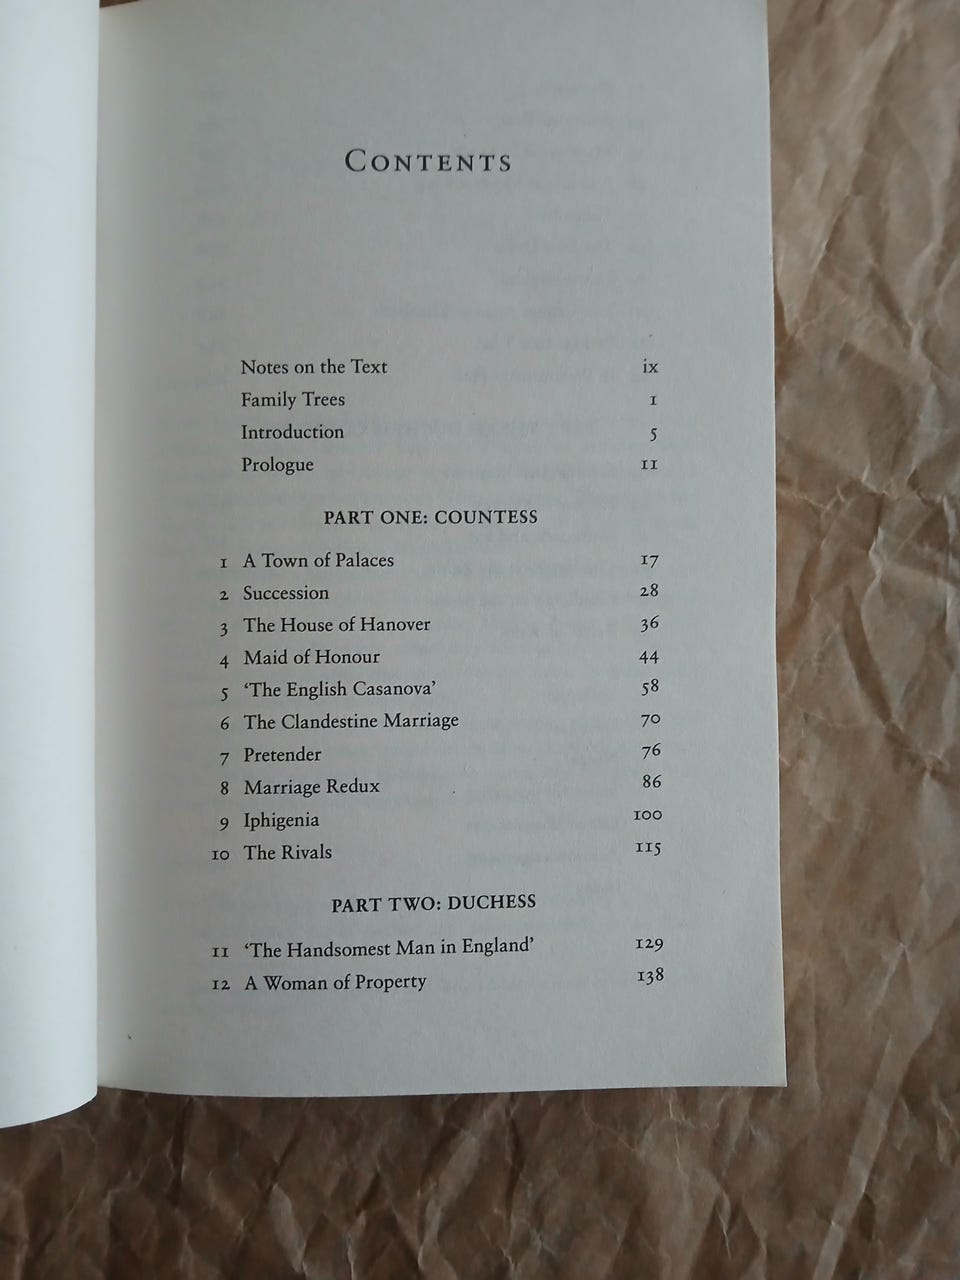 CONTENTS
Notes on the Text ix
Family Trees 1
Introduction 5
Prologue 11
PART ONE: COUNTESS
1 A Town of Palaces 17
2 Succession 28
3 The House of Hanover 36
4 Maid of Honour 44
5 ‘The English Casanova’ 58
6 The Clandestine Marriage 70
7 Pretender 76
8 Marriage Redux 86
9 Iphigenia 100
10 The Rivals 115
PART TWO: DUCHESS
11 ‘The Handsomest Man in England’ 129
12 A Woman of Property 138